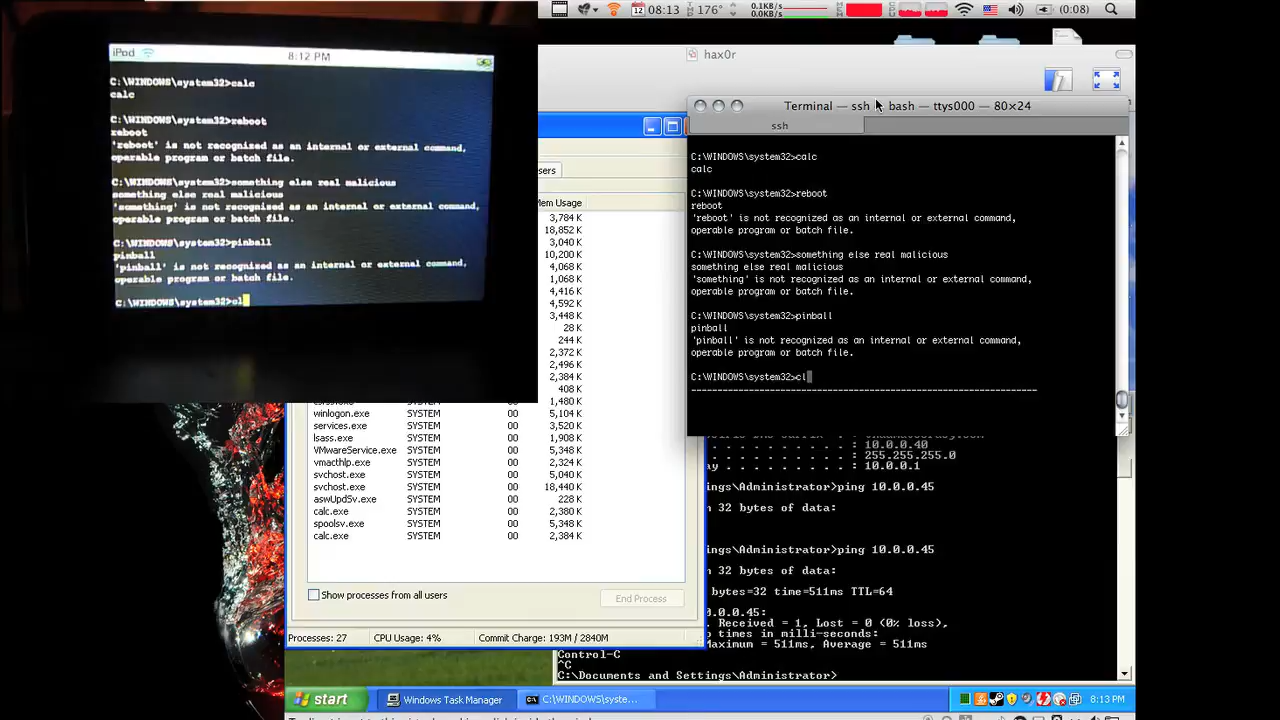 iPod
8:12 PM
C:\WINDOWS\system32>calc
calc
C:\WINDOWS\system32>reboot
reboot
'reboot' is not recognized as an internal or external command,
operable program or batch file.
C:\WINDOWS\system32>something else real malicious
something else real malicious
'something' is not recognized as an internal or external command,
operable program or batch file.
C:\WINDOWS\system32>pinball
pinball
'pinball' is not recognized as an internal or external command,
operable program or batch file.
C:\WINDOWS\system32>cl
12 08:13 176° 0.1KB/s
0.0KB/s
(0:08)
hax0r
Terminal — ssh — bash — ttys000 — 80×24
ssh
C:\WINDOWS\system32>calc
calc
C:\WINDOWS\system32>reboot
reboot
'reboot' is not recognized as an internal or external command,
operable program or batch file.
C:\WINDOWS\system32>something else real malicious
something else real malicious
'something' is not recognized as an internal or external command,
operable program or batch file.
C:\WINDOWS\system32>pinball
pinball
'pinball' is not recognized as an internal or external command,
operable program or batch file.
C:\WINDOWS\system32>cl
--------------------------------------------------------------
sers
Mem Usage
3,784 K
18,852 K
3,040 K
10,200 K
4,068 K
1,068 K
4,416 K
4,592 K
3,448 K
28 K
244 K
2,372 K
2,496 K
2,384 K
408 K
1,480 K
winlogon.exe SYSTEM 00 5,104 K
services.exe SYSTEM 00 3,520 K
lsass.exe SYSTEM 00 1,908 K
VMwareService.exe SYSTEM 00 5,348 K
vmacthlp.exe SYSTEM 00 2,324 K
svchost.exe SYSTEM 00 5,040 K
svchost.exe SYSTEM 00 18,440 K
aswUpdSv.exe SYSTEM 00 228 K
calc.exe SYSTEM 00 2,380 K
spoolsv.exe SYSTEM 00 5,348 K
calc.exe SYSTEM 00 2,384 K
Show processes from all users
End Process
Processes: 27 CPU Usage: 4% Commit Charge: 193M / 2840M
. . . . . . . . . : 10.0.0.40
. . . . . . . . . : 255.255.255.0
ay . . . . . . . . : 10.0.0.1
ngs\Administrator>ping 10.0.0.45
h 32 bytes of data:
ngs\Administrator>ping 10.0.0.45
h 32 bytes of data:
bytes=32 time=511ms TTL=64
0.0.45:
Received = 1, Lost = 0 (0% loss),
times in milli-seconds:
Maximum = 511ms, Average = 511ms
Control-C
^C
C:\Documents and Settings\Administrator>
start
Windows Task Manager
C:\WINDOWS\syste...
8:13 PM